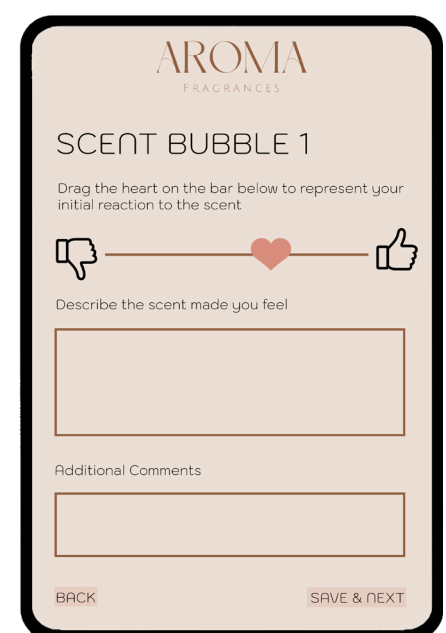 AROMA
FRAGRANCES
SCENT BUBBLE 1
Drag the heart on the bar below to represent your
initial reaction to the scent
Describe the scent made you feel
Additional Comments
BACK
SAVE & NEXT